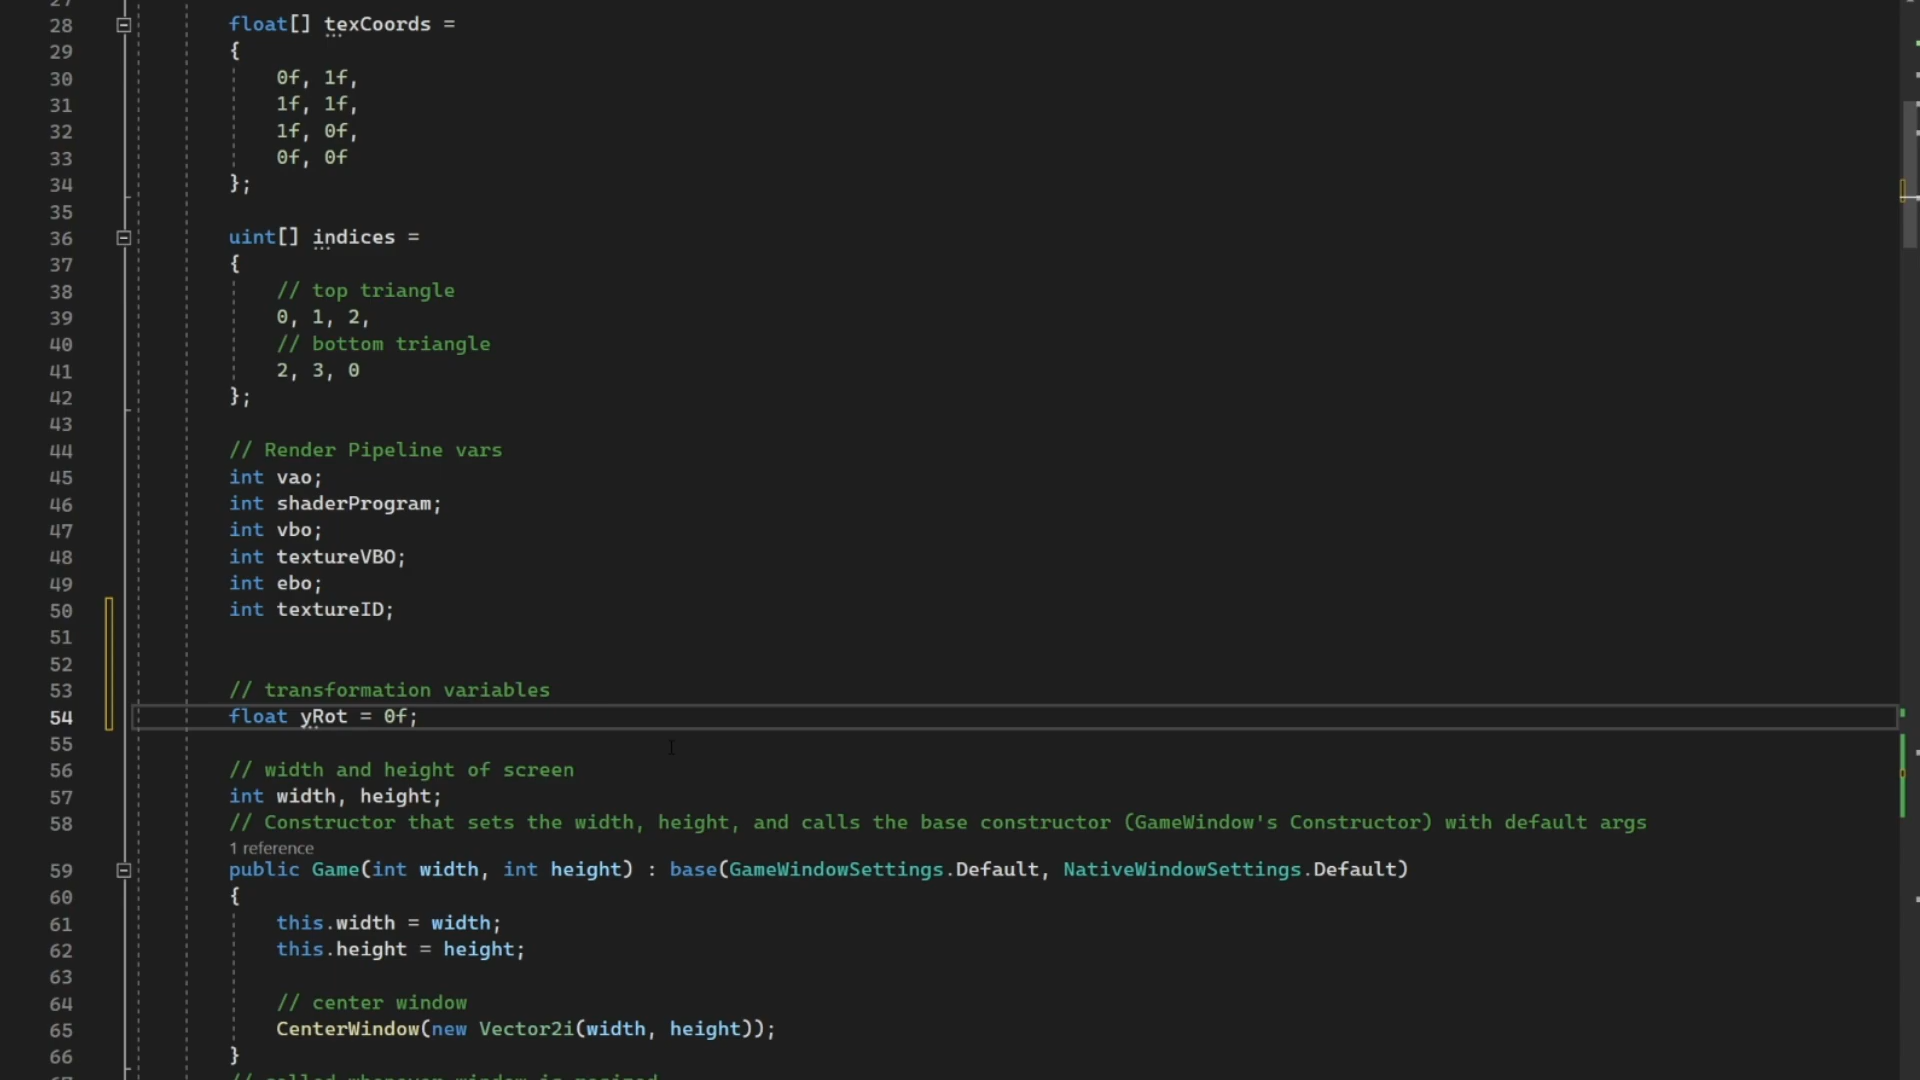 28 float[] texCoords =
29 {
30 0f, 1f,
31 1f, 1f,
32 1f, 0f,
33 0f, 0f
34 };
35
36 uint[] indices =
37 {
38 // top triangle
39 0, 1, 2,
40 // bottom triangle
41 2, 3, 0
42 };
43
44 // Render Pipeline vars
45 int vao;
46 int shaderProgram;
47 int vbo;
48 int textureVBO;
49 int ebo;
50 int textureID;
51
52
53 // transformation variables
54 float yRot = 0f;
55
56 // width and height of screen
57 int width, height;
58 // Constructor that sets the width, height, and calls the base constructor (GameWindow's Constructor) with default args
1 reference
59 public Game(int width, int height) : base(GameWindowSettings.Default, NativeWindowSettings.Default)
60 {
61 this.width = width;
62 this.height = height;
63
64 // center window
65 CenterWindow(new Vector2i(width, height));
66 }